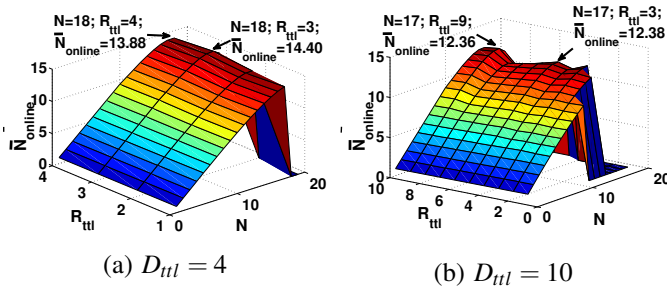 N=18; R_ttl=4;
N̄_online=13.88
N=18; R_ttl=3;
N̄_online=14.40
15
10
5
0
N̄_online
4
3
2
1
R_ttl
0
10
20
N
(a) D_ttl = 4
N=17; R_ttl=9;
N̄_online=12.36
N=17; R_ttl=3;
N̄_online=12.38
15
10
5
0
N̄_online
10
8
6
4
2
0
R_ttl
0
10
20
N
(b) D_ttl = 10